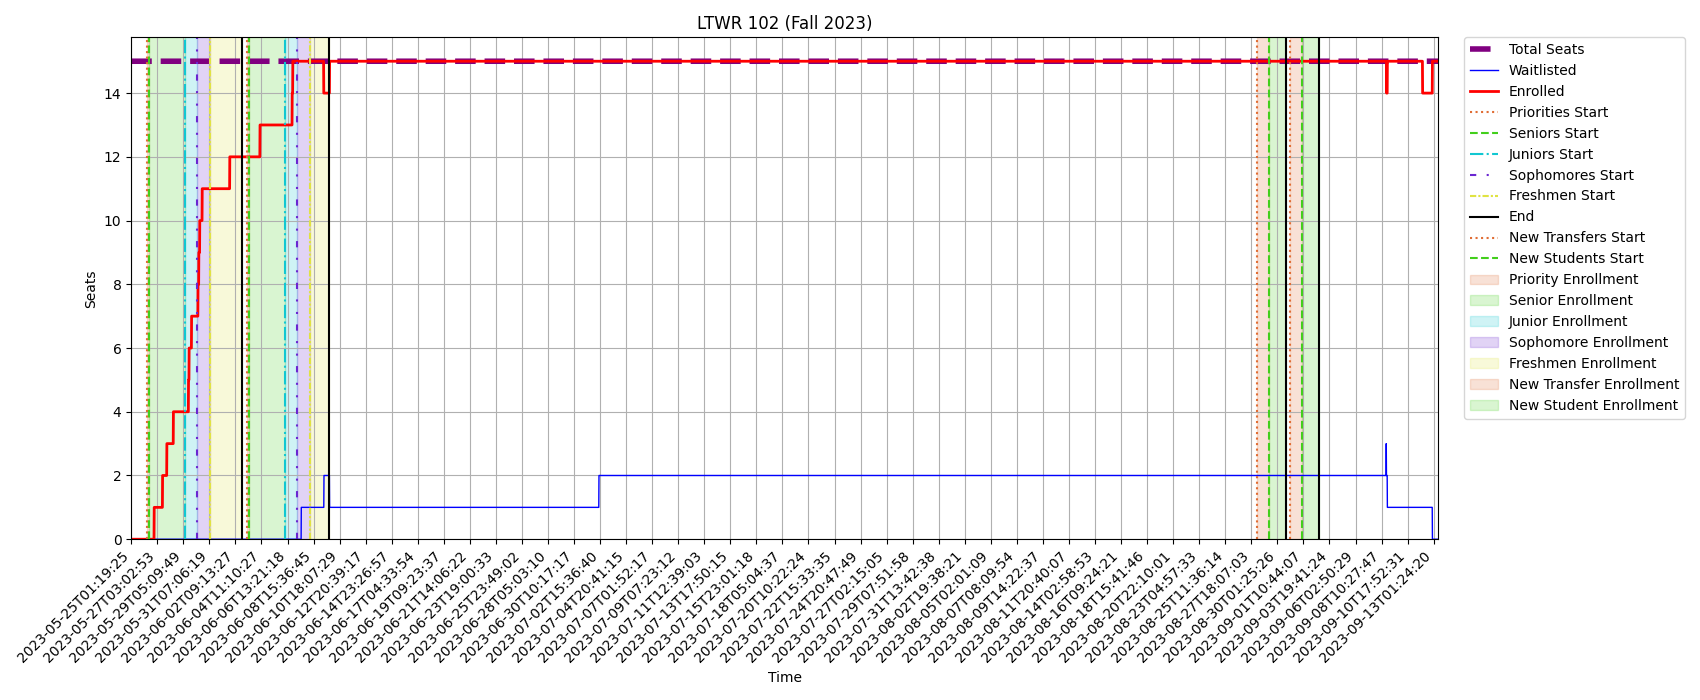 LTWR 102 (Fall 2023)
Seats
14
12
10
8
6
4
2
0
2023-05-25T01:19:25
2023-05-27T03:02:53
2023-05-29T05:09:49
2023-05-31T07:06:19
2023-06-02T09:13:27
2023-06-04T11:10:27
2023-06-06T13:21:18
2023-06-08T15:36:45
2023-06-10T18:07:29
2023-06-12T20:39:17
2023-06-14T23:26:57
2023-06-17T04:33:54
2023-06-19T09:23:37
2023-06-21T14:06:22
2023-06-23T19:00:33
2023-06-25T23:49:02
2023-06-28T05:03:10
2023-06-30T10:17:17
2023-07-02T15:36:40
2023-07-04T20:41:15
2023-07-07T01:52:17
2023-07-09T07:23:12
2023-07-11T12:39:03
2023-07-13T17:50:15
2023-07-15T23:01:18
2023-07-18T05:04:37
2023-07-20T10:22:24
2023-07-22T15:33:35
2023-07-24T20:47:49
2023-07-27T02:15:05
2023-07-29T07:51:58
2023-07-31T13:42:38
2023-08-02T19:38:21
2023-08-05T02:01:09
2023-08-07T08:09:54
2023-08-09T14:22:37
2023-08-11T20:40:07
2023-08-14T02:58:53
2023-08-16T09:24:21
2023-08-18T15:41:46
2023-08-20T22:10:01
2023-08-23T04:57:33
2023-08-25T11:36:14
2023-08-27T18:07:03
2023-08-30T01:25:26
2023-09-01T10:44:07
2023-09-03T19:41:24
2023-09-06T02:50:29
2023-09-08T10:27:47
2023-09-10T17:52:31
2023-09-13T01:24:20
Time
Total Seats
Waitlisted
Enrolled
Priorities Start
Seniors Start
Juniors Start
Sophomores Start
Freshmen Start
End
New Transfers Start
New Students Start
Priority Enrollment
Senior Enrollment
Junior Enrollment
Sophomore Enrollment
Freshmen Enrollment
New Transfer Enrollment
New Student Enrollment